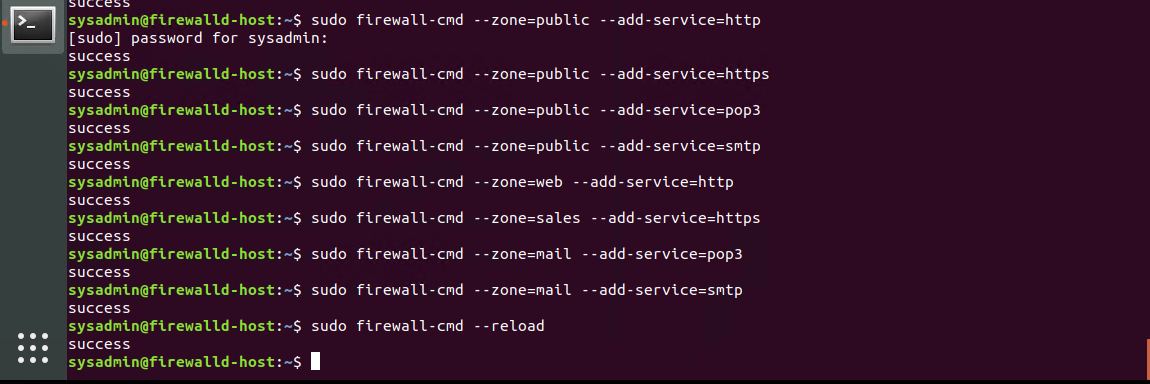 success
sysadmin@firewalld-host:~$ sudo firewall-cmd --zone=public --add-service=http
[sudo] password for sysadmin:
success
sysadmin@firewalld-host:~$ sudo firewall-cmd --zone=public --add-service=https
success
sysadmin@firewalld-host:~$ sudo firewall-cmd --zone=public --add-service=pop3
success
sysadmin@firewalld-host:~$ sudo firewall-cmd --zone=public --add-service=smtp
success
sysadmin@firewalld-host:~$ sudo firewall-cmd --zone=web --add-service=http
success
sysadmin@firewalld-host:~$ sudo firewall-cmd --zone=sales --add-service=https
success
sysadmin@firewalld-host:~$ sudo firewall-cmd --zone=mail --add-service=pop3
success
sysadmin@firewalld-host:~$ sudo firewall-cmd --zone=mail --add-service=smtp
success
sysadmin@firewalld-host:~$ sudo firewall-cmd --reload
success
sysadmin@firewalld-host:~$